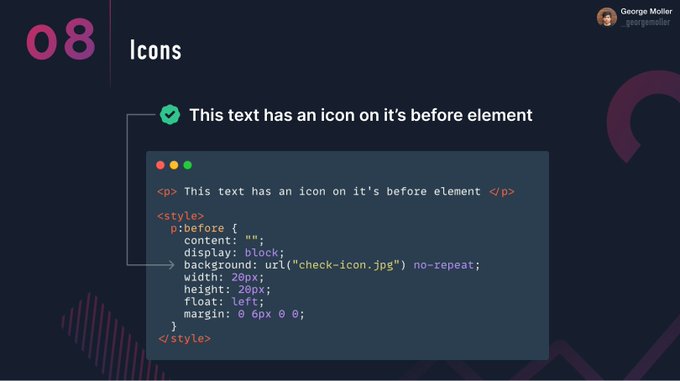 08
Icons
George Moller
_georgemoller
This text has an icon on it’s before element
<p> This text has an icon on it's before element </p>
<style>
p:before {
content: "";
display: block;
background: url("check-icon.jpg") no-repeat;
width: 20px;
height: 20px;
float: left;
margin: 0 6px 0 0;
}
</style>